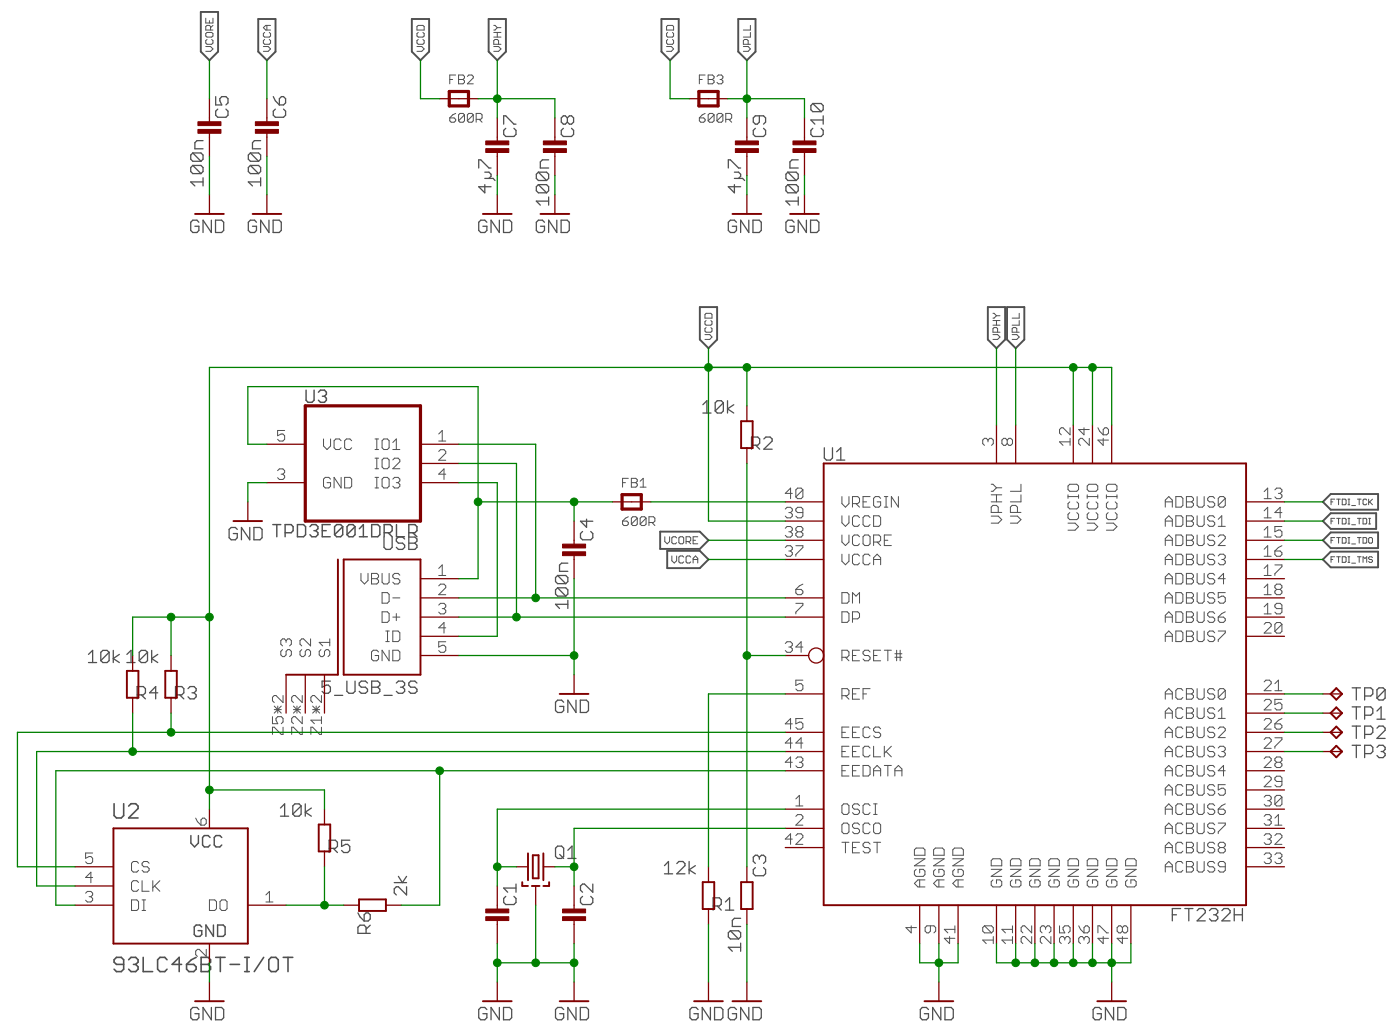 VCORE
VCCA
VCCD
VPHY
VCCD
VPLL
C5
100n
GND
C6
100n
GND
FB2
600R
C7
4µ7
GND
C8
100n
GND
FB3
600R
C9
4µ7
GND
C10
100n
GND
VCCD
VPHY
VPLL
U3
5 VCC IO1 1
IO2 2
3 GND IO3 4
GND
TPD3E001DRLR
USB
VBUS 1
D- 2
D+ 3
ID 4
GND 5
S3
S2
S1
5_USB_3S
Z5*2
Z2*2
Z1*2
C4
100n
GND
FB1
600R
10k
R2
VCORE
VCCA
10k
R4
10k
R3
U2
6
VCC
5 CS
4 CLK
3 DI
DO 1
GND
2
93LC46BT-I/OT
GND
10k
R5
2k
R6
Q1
C1
C2
GND
GND
12k
R1
GND
C3
10n
GND
U1
3
8
12
24
46
VPHY
VPLL
VCCIO
VCCIO
VCCIO
40 VREGIN
39 VCCD
38 VCORE
37 VCCA
6 DM
7 DP
34 RESET#
5 REF
45 EECS
44 EECLK
43 EEDATA
1 OSCI
2 OSCO
42 TEST
ADBUS0 13 FTDI_TCK
ADBUS1 14 FTDI_TDI
ADBUS2 15 FTDI_TDO
ADBUS3 16 FTDI_TMS
ADBUS4 17
ADBUS5 18
ADBUS6 19
ADBUS7 20
ACBUS0 21 TP0
ACBUS1 25 TP1
ACBUS2 26 TP2
ACBUS3 27 TP3
ACBUS4 28
ACBUS5 29
ACBUS6 30
ACBUS7 31
ACBUS8 32
ACBUS9 33
AGND
AGND
AGND
GND
GND
GND
GND
GND
GND
GND
GND
FT232H
4
9
41
10
11
22
23
35
36
47
48
GND
GND